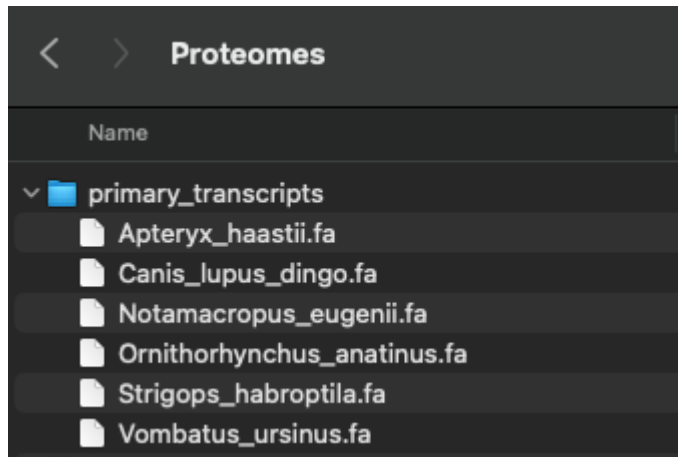 Proteomes
Name
primary_transcripts
Apteryx_haastii.fa
Canis_lupus_dingo.fa
Notamacropus_eugenii.fa
Ornithorhynchus_anatinus.fa
Strigops_habroptila.fa
Vombatus_ursinus.fa